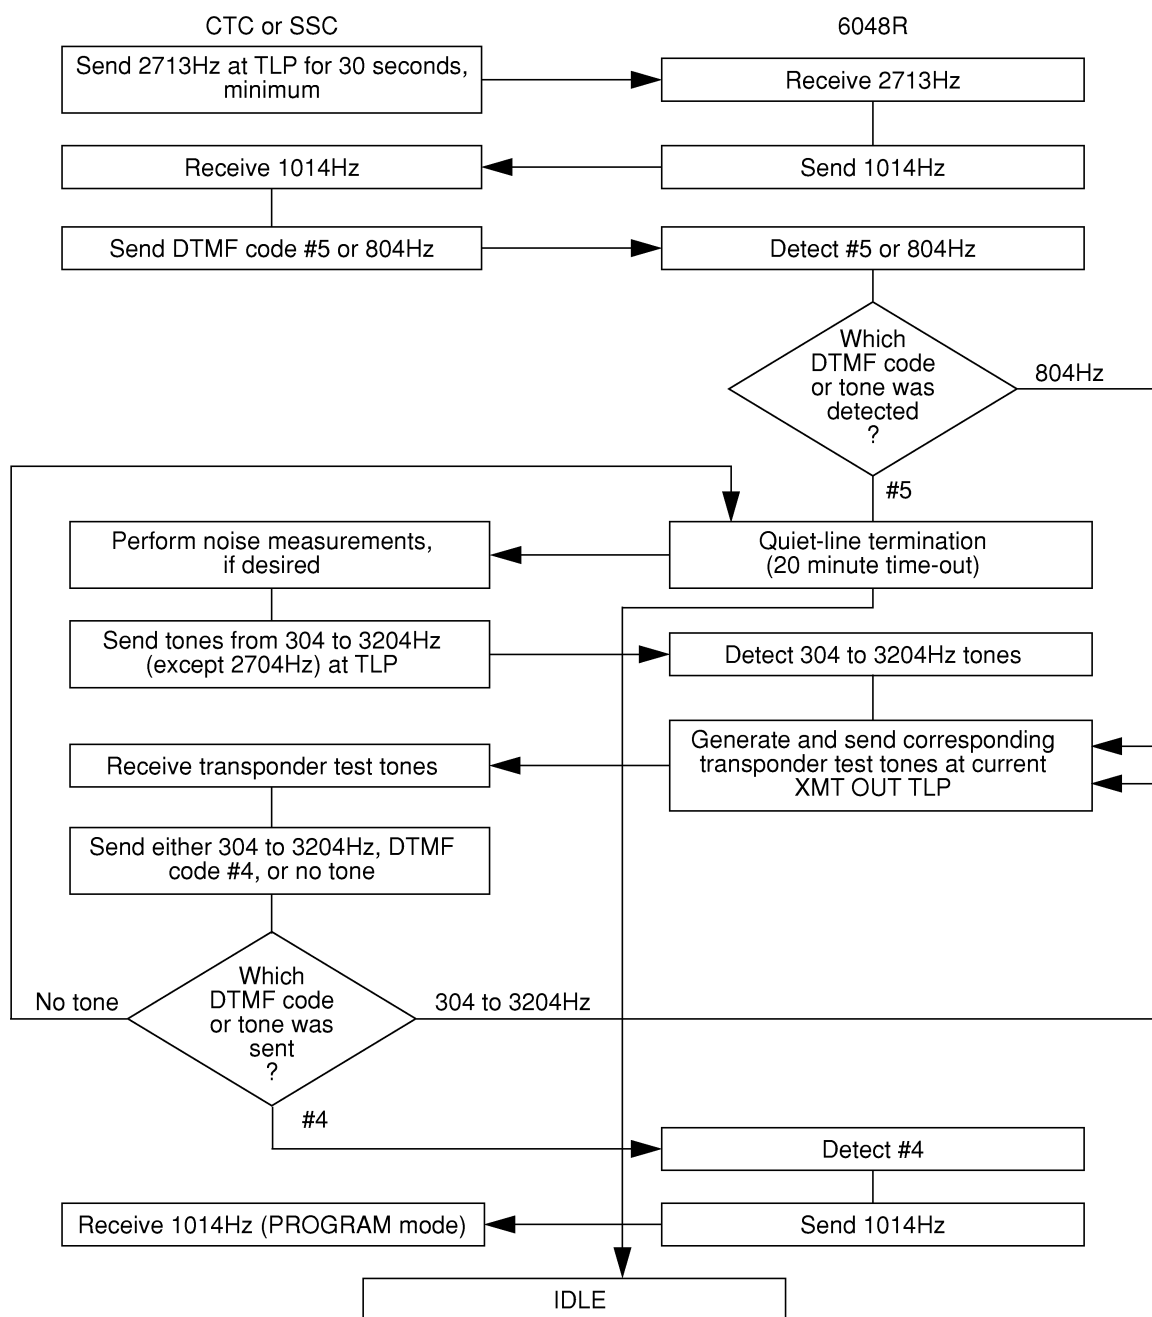 CTC or SSC
6048R
Send 2713Hz at TLP for 30 seconds,
minimum
Receive 2713Hz
Receive 1014Hz
Send 1014Hz
Send DTMF code #5 or 804Hz
Detect #5 or 804Hz
Which
DTMF code
or tone was
detected
?
804Hz
#5
Perform noise measurements,
if desired
Quiet-line termination
(20 minute time-out)
Send tones from 304 to 3204Hz
(except 2704Hz) at TLP
Detect 304 to 3204Hz tones
Generate and send corresponding
transponder test tones at current
XMT OUT TLP
Receive transponder test tones
Send either 304 to 3204Hz, DTMF
code #4, or no tone
Which
DTMF code
or tone was
sent
?
No tone
304 to 3204Hz
#4
Detect #4
Receive 1014Hz (PROGRAM mode)
Send 1014Hz
IDLE